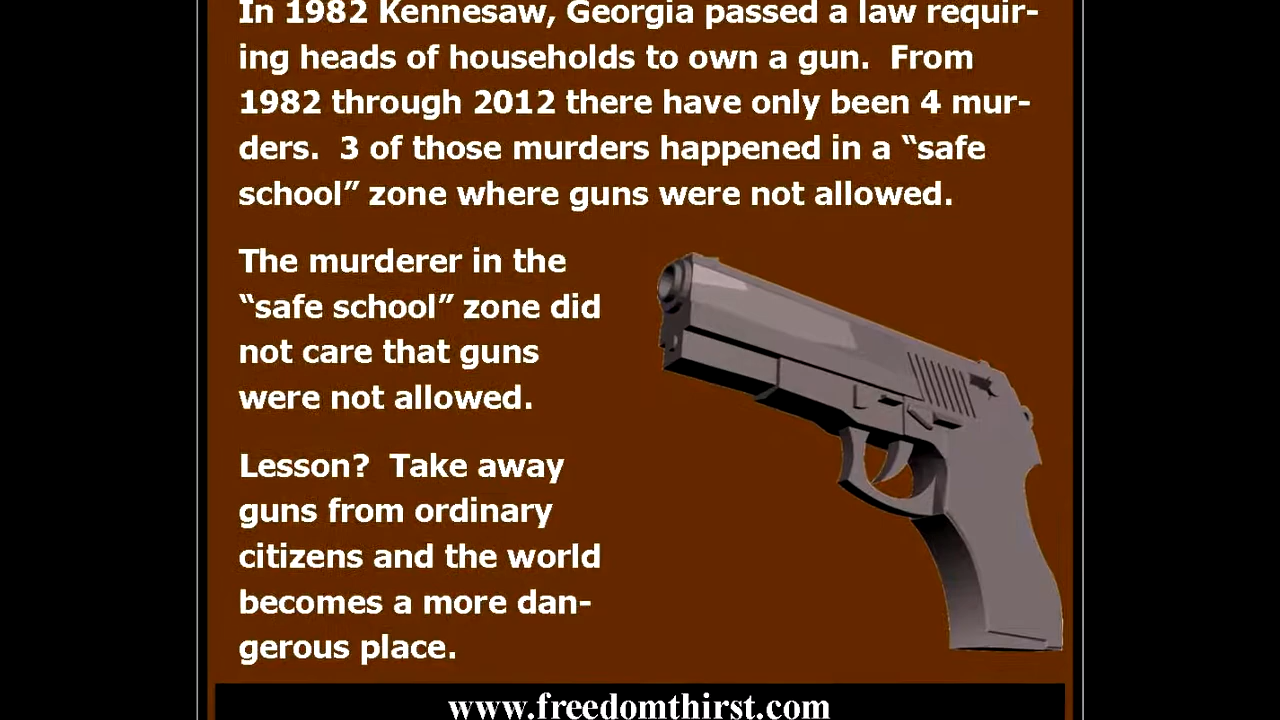 In 1982 Kennesaw, Georgia passed a law requir-
ing heads of households to own a gun.  From
1982 through 2012 there have only been 4 mur-
ders.  3 of those murders happened in a “safe
school” zone where guns were not allowed.
The murderer in the
“safe school” zone did
not care that guns
were not allowed.
Lesson?  Take away
guns from ordinary
citizens and the world
becomes a more dan-
gerous place.
www.freedomthirst.com